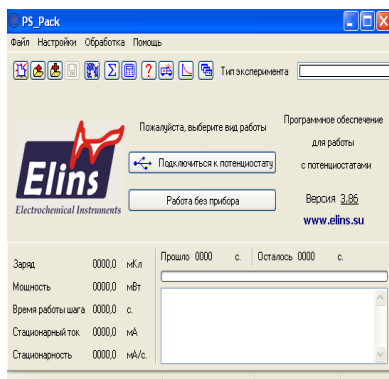 PS_Pack
Файл Настройки Обработка Помощь
Тип эксперимента
Пожалуйста, выберите вид работы
Подключиться к потенциостату
Работа без прибора
Elins
Electrochemical Instruments
Программное обеспечение
для работы
с потенциостатами
Версия 3.86
www.elins.su
Заряд 0000,0 мКл
Мощность 0000,0 мВт
Время работы шага 0000,0 с.
Стационарный ток 0000,0 мА
Стационарность 0000,0 мА/с.
Прошло 0000 с. Осталось 0000 с.